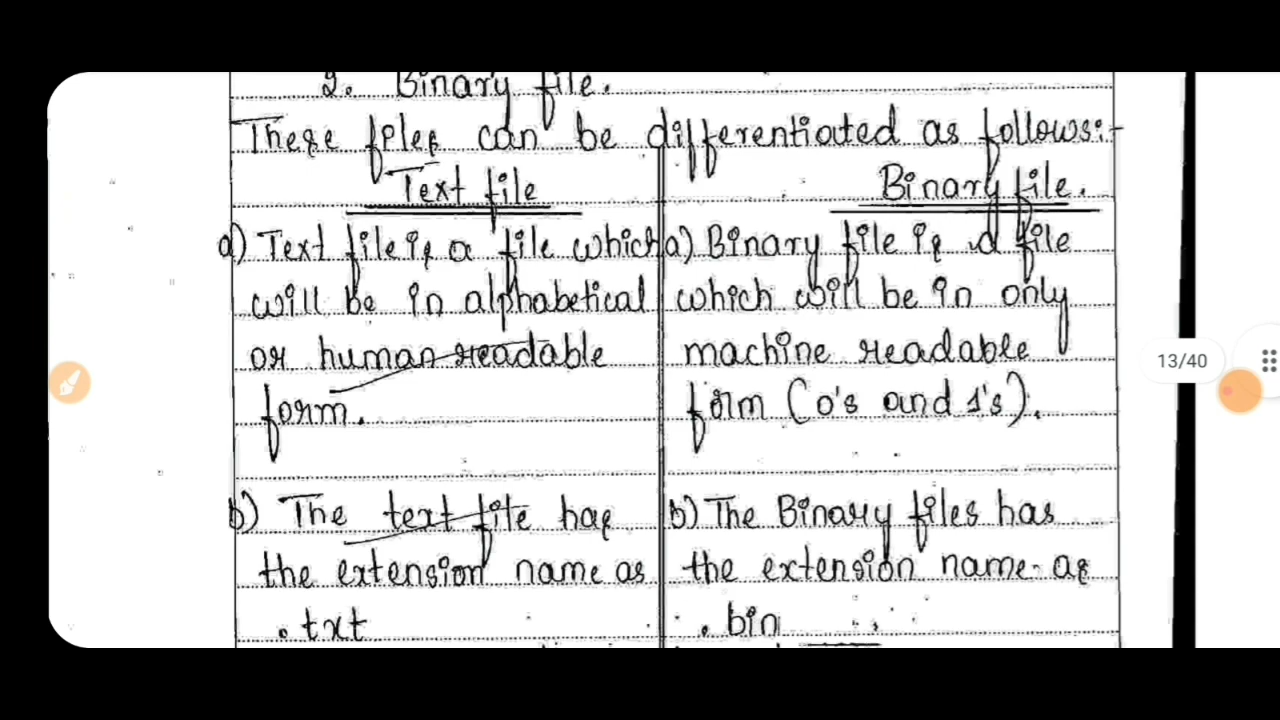 2. Binary file.
These files can be differentiated as follows:-
Text file
Binary file.
a) Text file is a file which
will be in alphabetical
or human readable
form.
a) Binary file is a file
which will be in only
machine readable
form (0's and 1's).
b) The text file has
the extension name as
.txt
b) The Binary files has
the extension name as
.bin
13/40